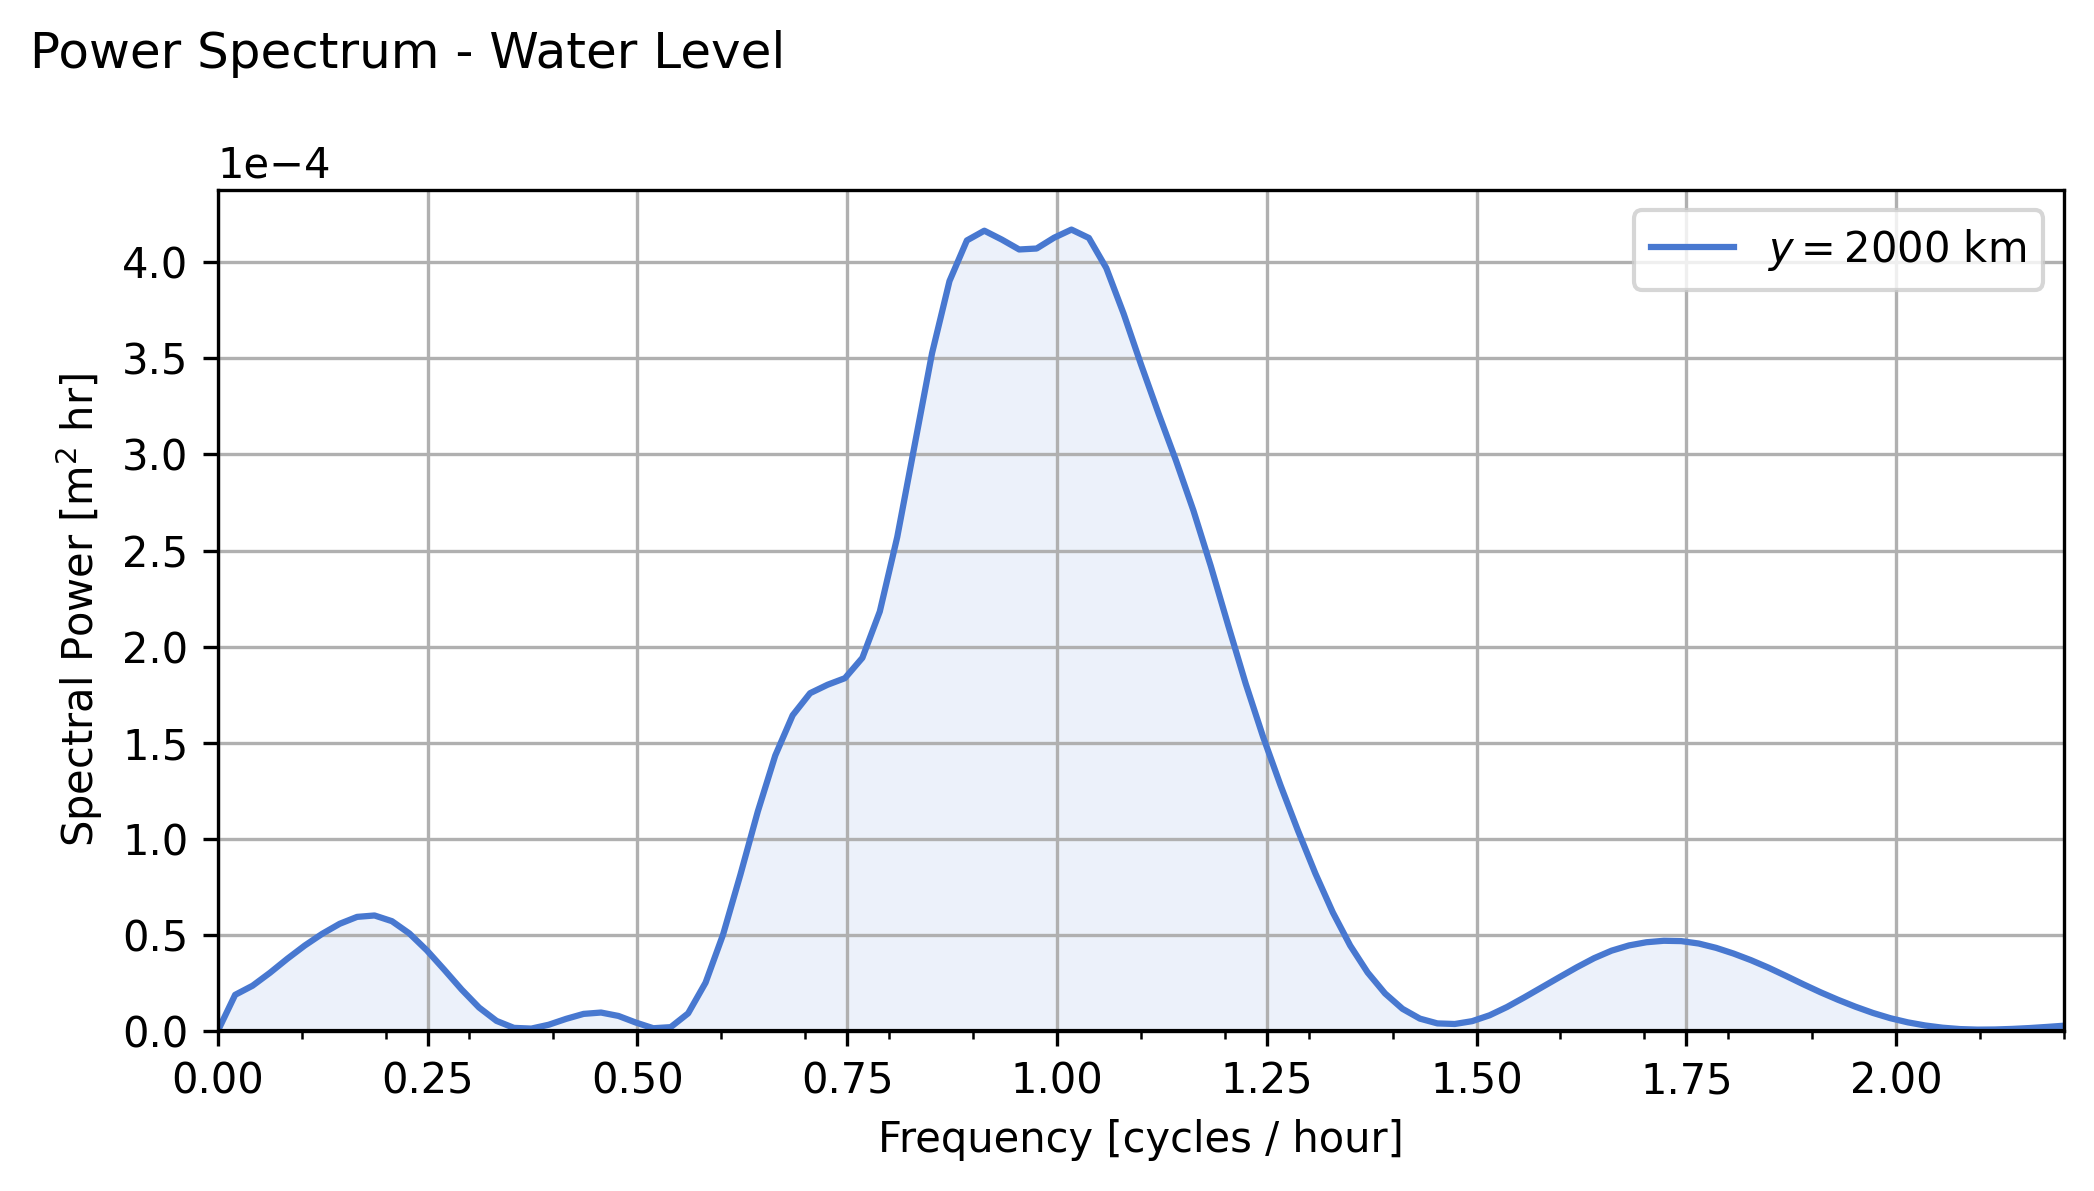 Power Spectrum - Water Level
1e−4
y = 2000 km
4.0
3.5
3.0
2.5
2.0
1.5
1.0
0.5
0.0
Spectral Power [m² hr]
0.00 0.25 0.50 0.75 1.00 1.25 1.50 1.75 2.00
Frequency [cycles / hour]